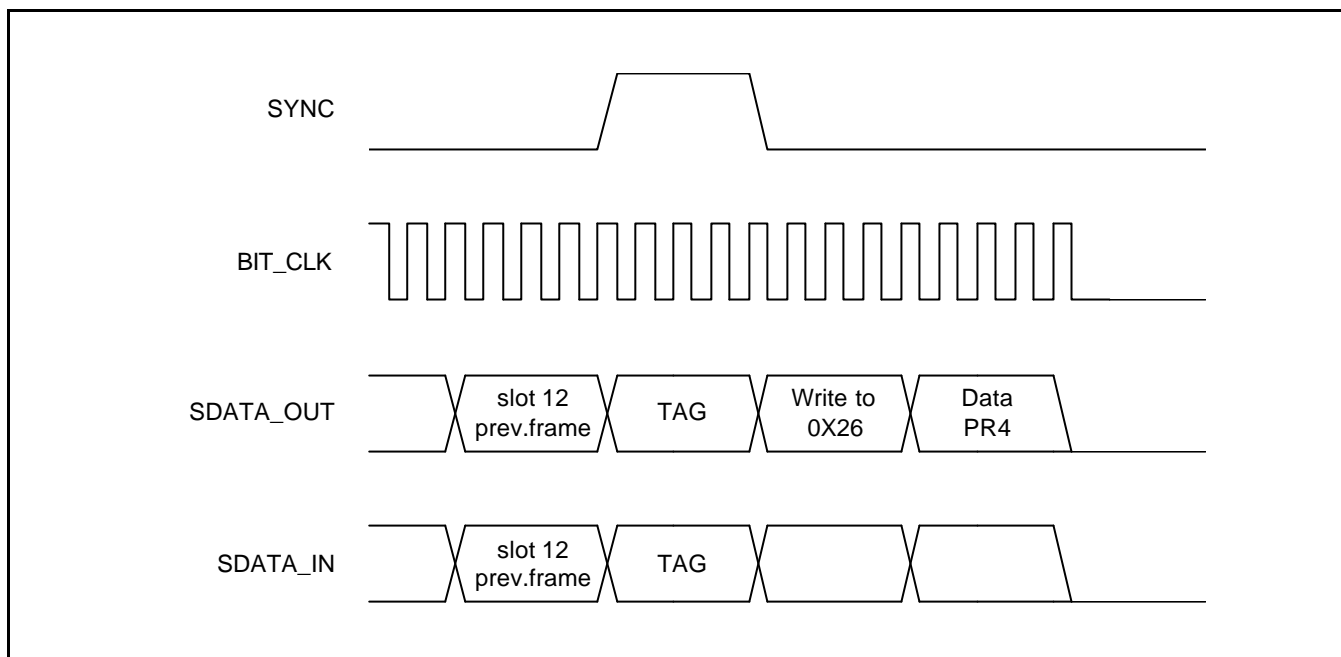 SYNC
BIT_CLK
SDATA_OUT
slot 12
prev.frame
TAG
Write to
0X26
Data
PR4
SDATA_IN
slot 12
prev.frame
TAG